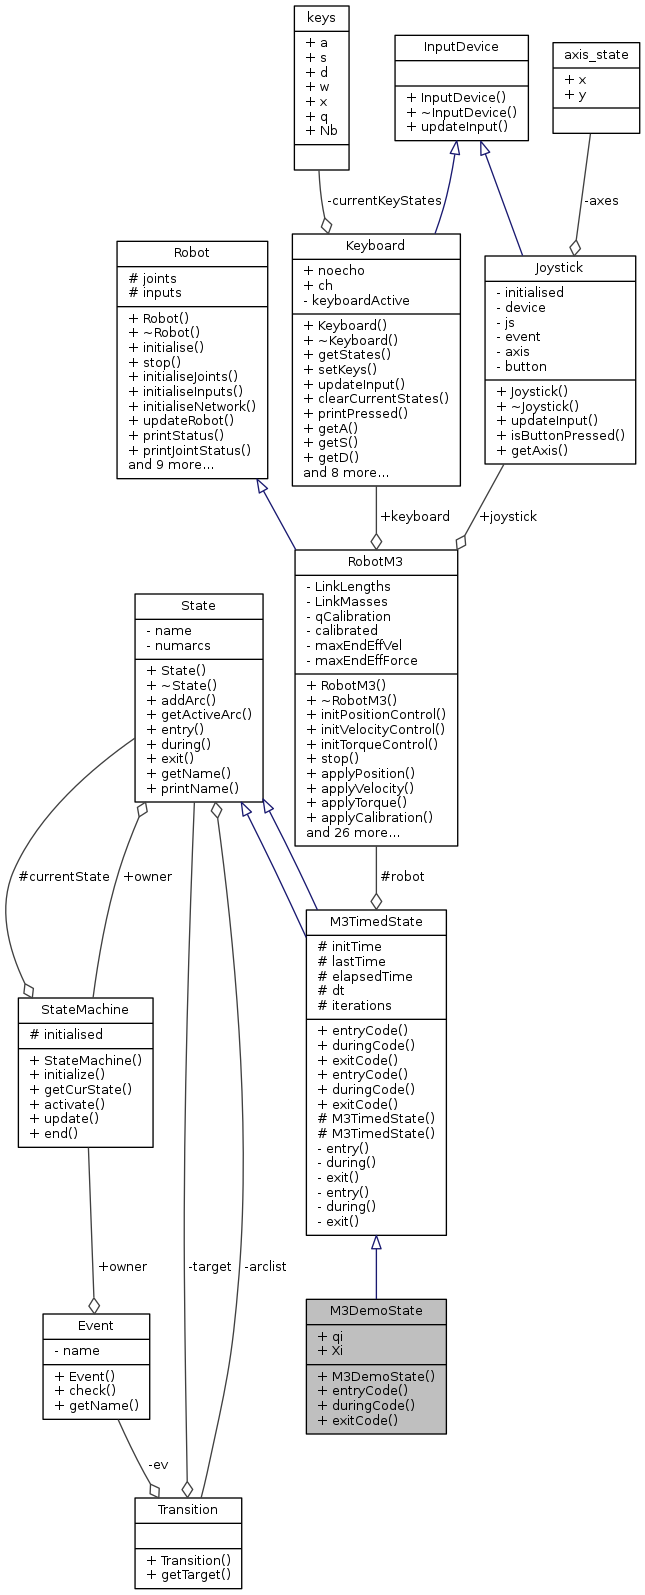 keys
+ a
+ s
+ d
+ w
+ x
+ q
+ Nb
InputDevice
+ InputDevice()
+ ~InputDevice()
+ updateInput()
axis_state
+ x
+ y
-currentKeyStates
-axes
Robot
# joints
# inputs
+ Robot()
+ ~Robot()
+ initialise()
+ stop()
+ initialiseJoints()
+ initialiseInputs()
+ initialiseNetwork()
+ updateRobot()
+ printStatus()
+ printJointStatus()
and 9 more...
Keyboard
+ noecho
+ ch
- keyboardActive
+ Keyboard()
+ ~Keyboard()
+ getStates()
+ setKeys()
+ updateInput()
+ clearCurrentStates()
+ printPressed()
+ getA()
+ getS()
+ getD()
and 8 more...
Joystick
- initialised
- device
- js
- event
- axis
- button
+ Joystick()
+ ~Joystick()
+ updateInput()
+ isButtonPressed()
+ getAxis()
+keyboard
+joystick
RobotM3
- LinkLengths
- LinkMasses
- qCalibration
- calibrated
- maxEndEffVel
- maxEndEffForce
+ RobotM3()
+ ~RobotM3()
+ initPositionControl()
+ initVelocityControl()
+ initTorqueControl()
+ stop()
+ applyPosition()
+ applyVelocity()
+ applyTorque()
+ applyCalibration()
and 26 more...
State
- name
- numarcs
+ State()
+ ~State()
+ addArc()
+ getActiveArc()
+ entry()
+ during()
+ exit()
+ getName()
+ printName()
#currentState
+owner
#robot
M3TimedState
# initTime
# lastTime
# elapsedTime
# dt
# iterations
+ entryCode()
+ duringCode()
+ exitCode()
+ entryCode()
+ duringCode()
+ exitCode()
# M3TimedState()
# M3TimedState()
- entry()
- during()
- exit()
- entry()
- during()
- exit()
StateMachine
# initialised
+ StateMachine()
+ initialize()
+ getCurState()
+ activate()
+ update()
+ end()
+owner
-target
-arclist
M3DemoState
+ qi
+ Xi
+ M3DemoState()
+ entryCode()
+ duringCode()
+ exitCode()
Event
- name
+ Event()
+ check()
+ getName()
-ev
Transition
+ Transition()
+ getTarget()